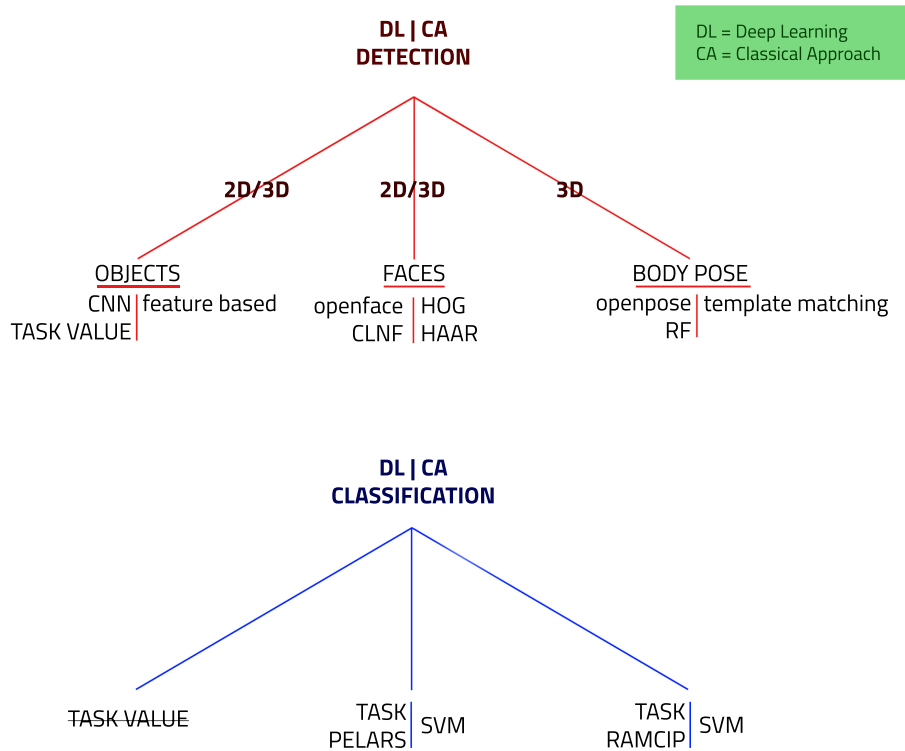 DL | CA
DETECTION
DL = Deep Learning
CA = Classical Approach
2D/3D
2D/3D
3D
OBJECTS
CNN feature based
TASK VALUE
FACES
openface HOG
CLNF HAAR
BODY POSE
openpose template matching
RF
DL | CA
CLASSIFICATION
TASK VALUE
TASK
PELARS
SVM
TASK
RAMCIP
SVM